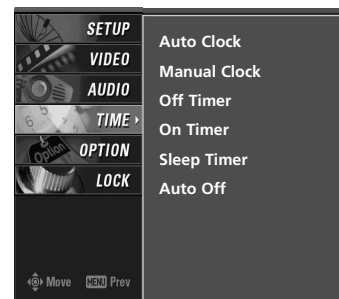 SETUP
VIDEO
AUDIO
TIME
OPTION
LOCK
Move MENU Prev
Auto Clock
Manual Clock
Off Timer
On Timer
Sleep Timer
Auto Off